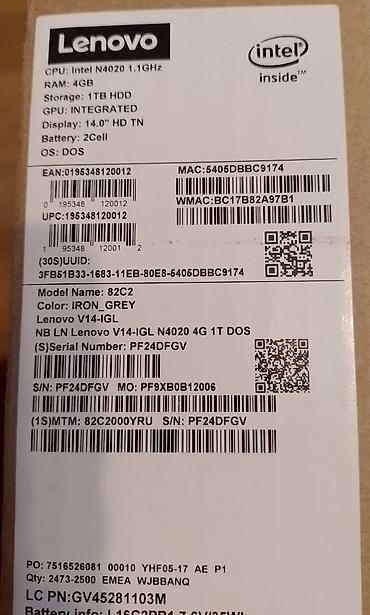 Lenovo
intel
inside™
CPU: Intel N4020 1.1GHz
RAM: 4GB
Storage: 1TB HDD
GPU: INTEGRATED
Display: 14.0" HD TN
Battery: 2Cell
OS: DOS
EAN:0195348120012
0 195348 120012
UPC:195348120012
1 95348 12001 2
MAC:5405DBBC9174
WMAC:BC17B82A97B1
(30S)UUID:
3FB51B33-1683-11EB-80E8-5405DBBC9174
Model Name: 82C2
Color: IRON_GREY
Lenovo V14-IGL
NB LN Lenovo V14-IGL N4020 4G 1T DOS
(S)Serial Number: PF24DFGV
S/N: PF24DFGV MO: PF9XB0B12006
(1S)MTM: 82C2000YRU S/N: PF24DFGV
PO: 7516526081 00010 YHF05-17 AE P1
Qty: 2473-2500 EMEA WJBBANQ
LC PN:GV45281103M
Battery info: